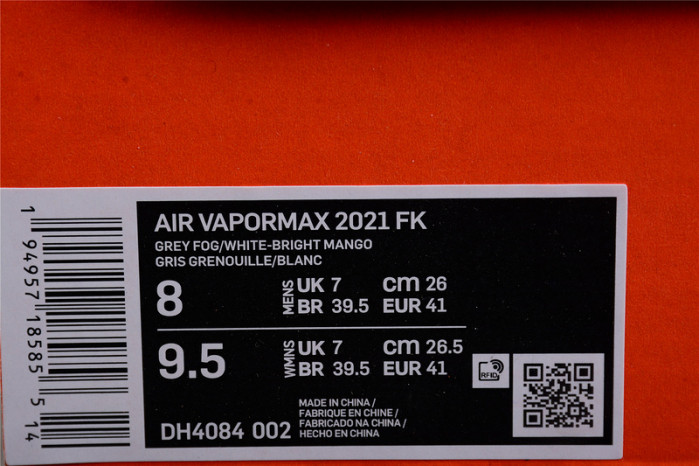 AIR VAPORMAX 2021 FK
GREY FOG/WHITE-BRIGHT MANGO
GRIS GRENOUILLE/BLANC
8 MENS UK 7 cm 26
BR 39.5 EUR 41
9.5 WMNS UK 7 cm 26.5
BR 39.5 EUR 41
RFID
MADE IN CHINA /
FABRIQUE EN CHINE /
FABRICADO NA CHINA /
HECHO EN CHINA
DH4084 002
1 94957 18585 5 14